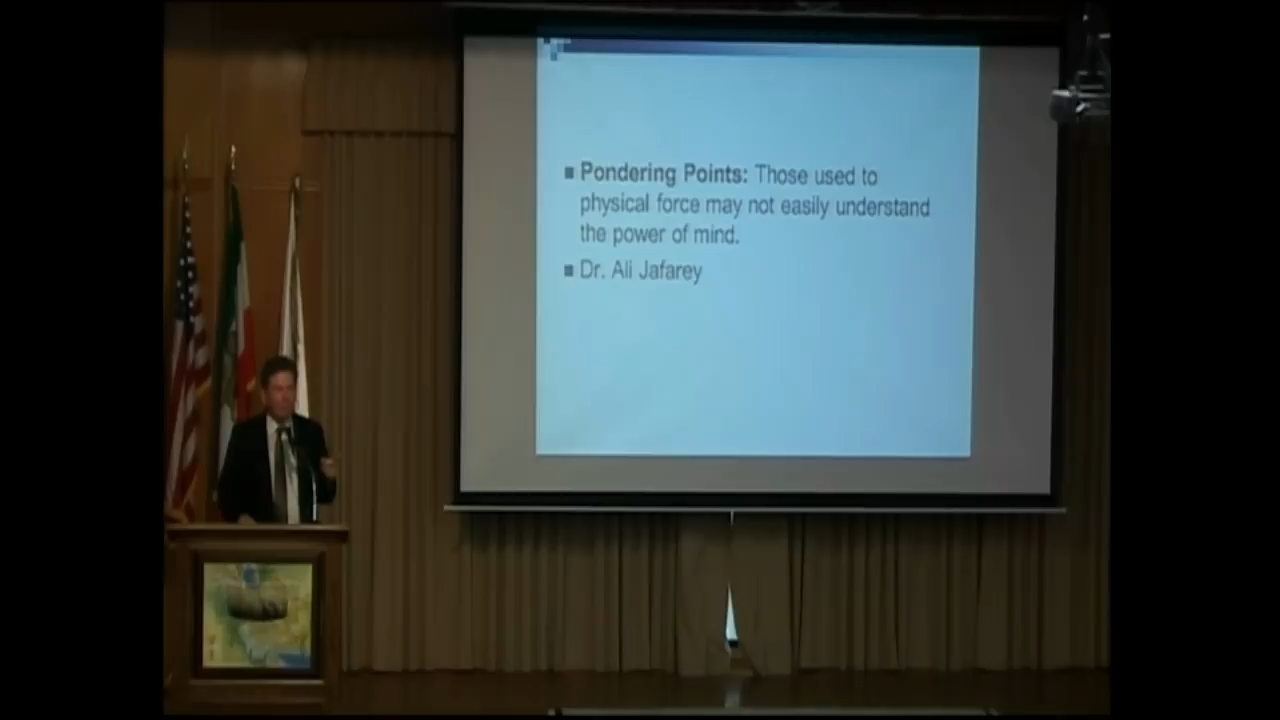 Pondering Points: Those used to
physical force may not easily understand
the power of mind.
Dr. Ali Jafarey